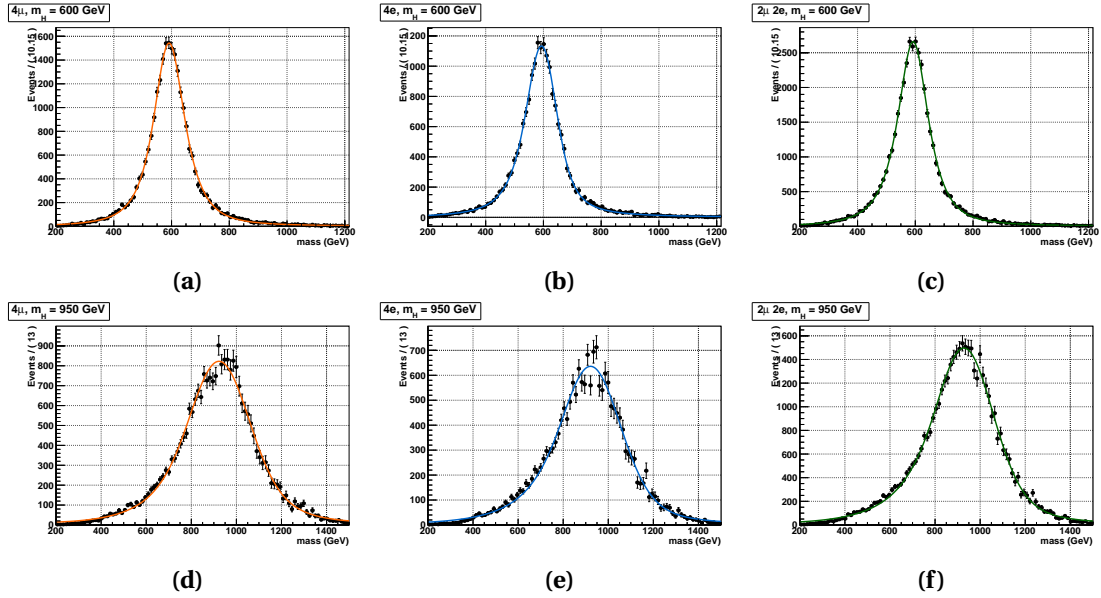 4μ, m_H = 600 GeV
Events / ( 10.15 )
1600
1400
1200
1000
800
600
400
200
0
200 400 600 800 1000 1200
mass (GeV)
(a)
4e, m_H = 600 GeV
Events / ( 10.15 )
1200
1000
800
600
400
200
0
200 400 600 800 1000 1200
mass (GeV)
(b)
2μ 2e, m_H = 600 GeV
Events / ( 10.15 )
2500
2000
1500
1000
500
0
200 400 600 800 1000 1200
mass (GeV)
(c)
4μ, m_H = 950 GeV
Events / ( 13 )
900
800
700
600
500
400
300
200
100
0
200 400 600 800 1000 1200 1400
mass (GeV)
(d)
4e, m_H = 950 GeV
Events / ( 13 )
700
600
500
400
300
200
100
0
200 400 600 800 1000 1200 1400
mass (GeV)
(e)
2μ 2e, m_H = 950 GeV
Events / ( 13 )
1600
1400
1200
1000
800
600
400
200
0
200 400 600 800 1000 1200 1400
mass (GeV)
(f)